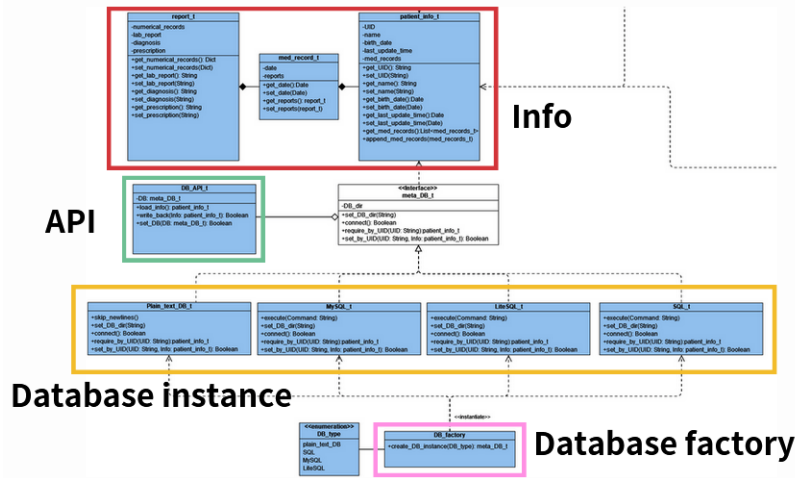 report_t
-numerical_records
-lab_report
-diagnosis
-prescription
+get_numerical_records(): Dict
+set_numerical_records(Dict)
+get_lab_report(): String
+set_lab_report(String)
+get_diagnosis(): String
+set_diagnosis(String)
+get_prescription(): String
+set_prescription(String)
med_record_t
-date
-reports
+get_date():Date
+set_date(Date)
+get_reports(): report_t
+set_reports(report_t)
patient_info_t
-UID
-name
-birth_date
-last_update_time
-med_records
+get_UID(): String
+set_UID(String)
+get_name(): String
+set_name(String)
+get_birth_date():Date
+set_birth_date(Date)
+get_last_update_time():Date
+set_last_update_time(Date)
+get_med_records():List<med_records_t>
+append_med_records(med_records_t)
Info
API
DB_API_t
-DB: meta_DB_t
+load_info(): patient_info_t
+write_back(Info: patient_info_t): Boolean
+set_DB(DB: meta_DB_t): Boolean
<<Interface>>
meta_DB_t
-DB_dir
+set_DB_dir(String)
+connect(): Boolean
+require_by_UID(UID: String):patient_info_t
+set_by_UID(UID: String, Info: patient_info_t): Boolean
Plain_text_DB_t
+skip_newlines()
+set_DB_dir(String)
+connect(): Boolean
+require_by_UID(UID: String):patient_info_t
+set_by_UID(UID: String, Info: patient_info_t): Boolean
MySQL_t
+execute(Command: String)
+set_DB_dir(String)
+connect(): Boolean
+require_by_UID(UID: String):patient_info_t
+set_by_UID(UID: String, Info: patient_info_t): Boolean
LiteSQL_t
+execute(Command: String)
+set_DB_dir(String)
+connect(): Boolean
+require_by_UID(UID: String):patient_info_t
+set_by_UID(UID: String, Info: patient_info_t): Boolean
SQL_t
+execute(Command: String)
+set_DB_dir(String)
+connect(): Boolean
+require_by_UID(UID: String):patient_info_t
+set_by_UID(UID: String, Info: patient_info_t): Boolean
Database instance
<<instantiate>>
<<enumeration>>
DB_type
plain_text_DB
SQL
MySQL
LiteSQL
DB_factory
+create_DB_instance(DB_type): meta_DB_t
Database factory